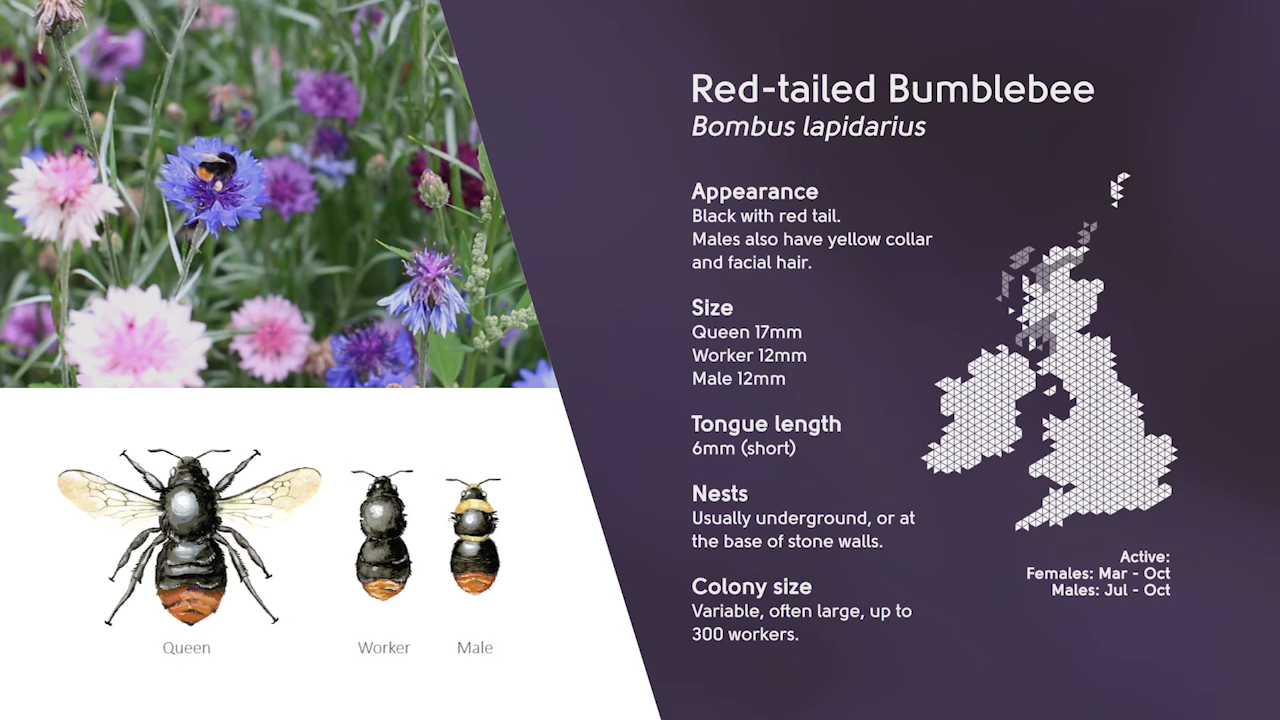 Red-tailed Bumblebee
Bombus lapidarius
Appearance
Black with red tail.
Males also have yellow collar
and facial hair.
Size
Queen 17mm
Worker 12mm
Male 12mm
Tongue length
6mm (short)
Nests
Usually underground, or at
the base of stone walls.
Colony size
Variable, often large, up to
300 workers.
Active:
Females: Mar - Oct
Males: Jul - Oct
Queen
Worker
Male